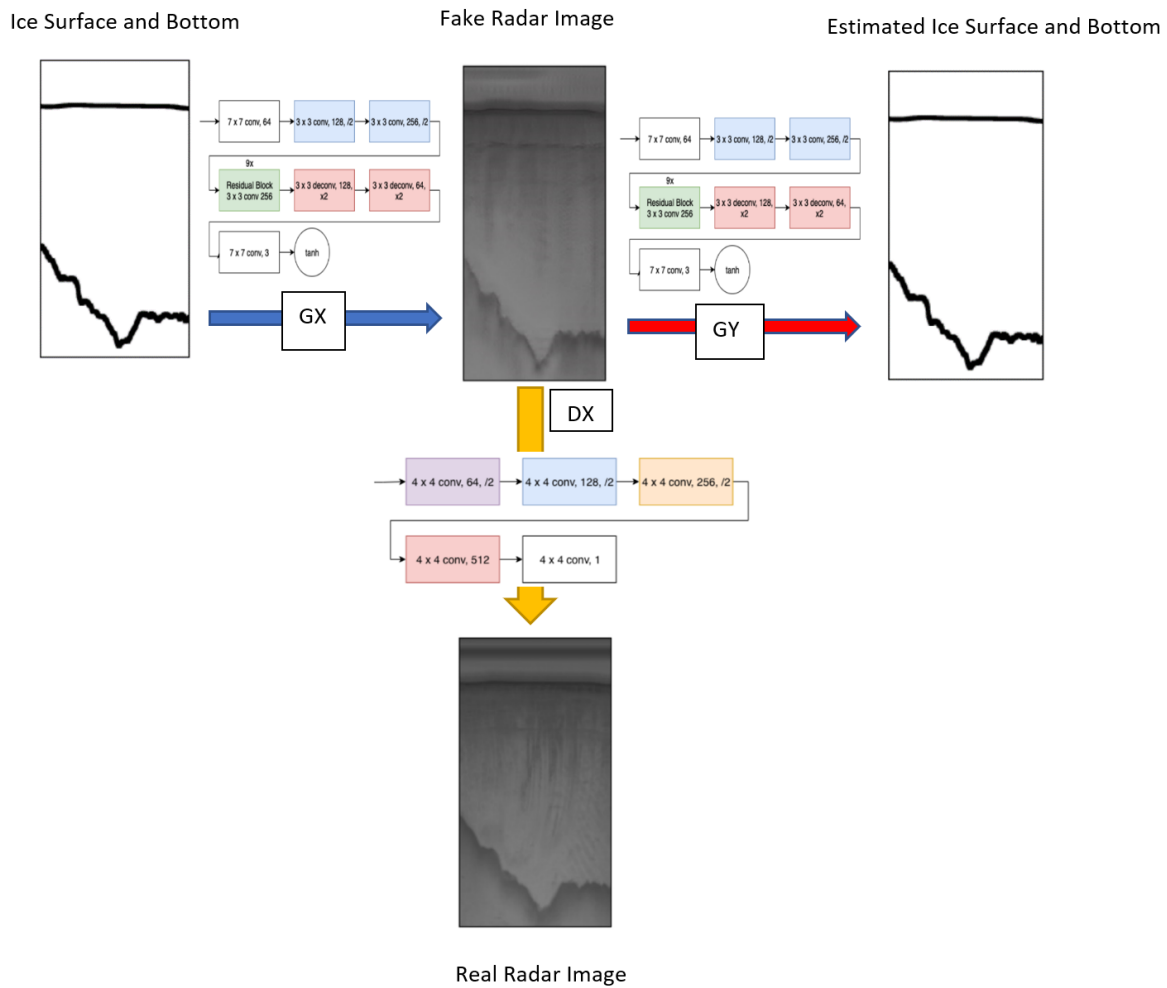 Ice Surface and Bottom
Fake Radar Image
Estimated Ice Surface and Bottom
7 x 7 conv, 64
3 x 3 conv, 128, /2
3 x 3 conv, 256, /2
9x
Residual Block
3 x 3 conv 256
3 x 3 deconv, 128,
x2
3 x 3 deconv, 64,
x2
7 x 7 conv, 3
tanh
GX
7 x 7 conv, 64
3 x 3 conv, 128, /2
3 x 3 conv, 256, /2
9x
Residual Block
3 x 3 conv 256
3 x 3 deconv, 128,
x2
3 x 3 deconv, 64,
x2
7 x 7 conv, 3
tanh
GY
DX
4 x 4 conv, 64, /2
4 x 4 conv, 128, /2
4 x 4 conv, 256, /2
4 x 4 conv, 512
4 x 4 conv, 1
Real Radar Image